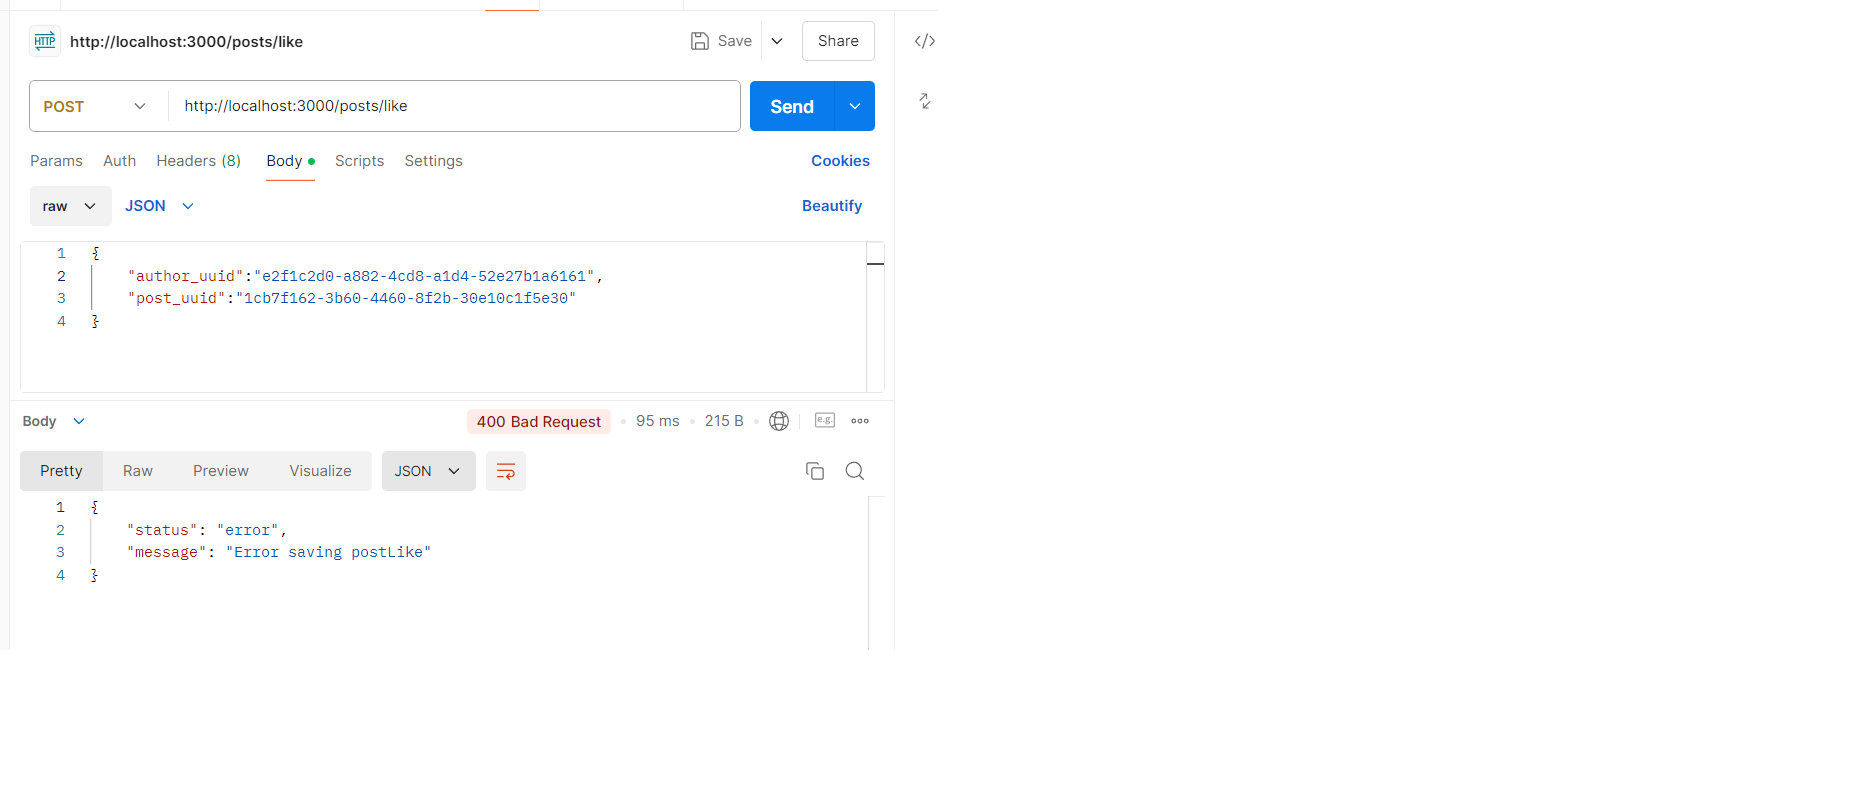 HTTP http://localhost:3000/posts/like Save Share
POST http://localhost:3000/posts/like Send
Params Auth Headers (8) Body Scripts Settings Cookies
raw JSON Beautify
1 {
2 "author_uuid":"e2f1c2d0-a882-4cd8-a1d4-52e27b1a6161",
3 "post_uuid":"1cb7f162-3b60-4460-8f2b-30e10c1f5e30"
4 }
Body 400 Bad Request • 95 ms • 215 B • e.g.
Pretty Raw Preview Visualize JSON
1 {
2 "status": "error",
3 "message": "Error saving postLike"
4 }